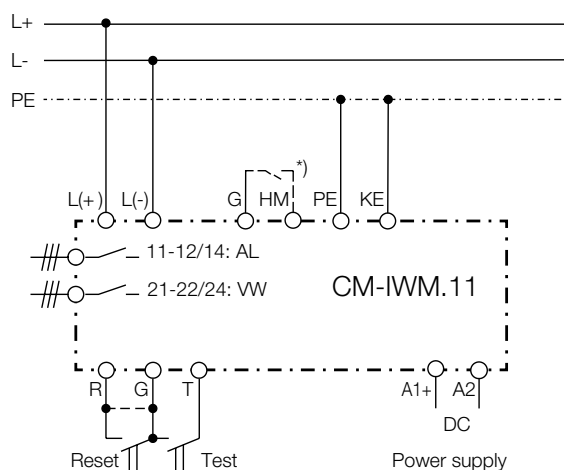 L+
L-
PE
L(+) L(-) G HM *) PE KE
11-12/14: AL
21-22/24: VW
CM-IWM.11
R G T A1+ A2
DC
Reset Test Power supply